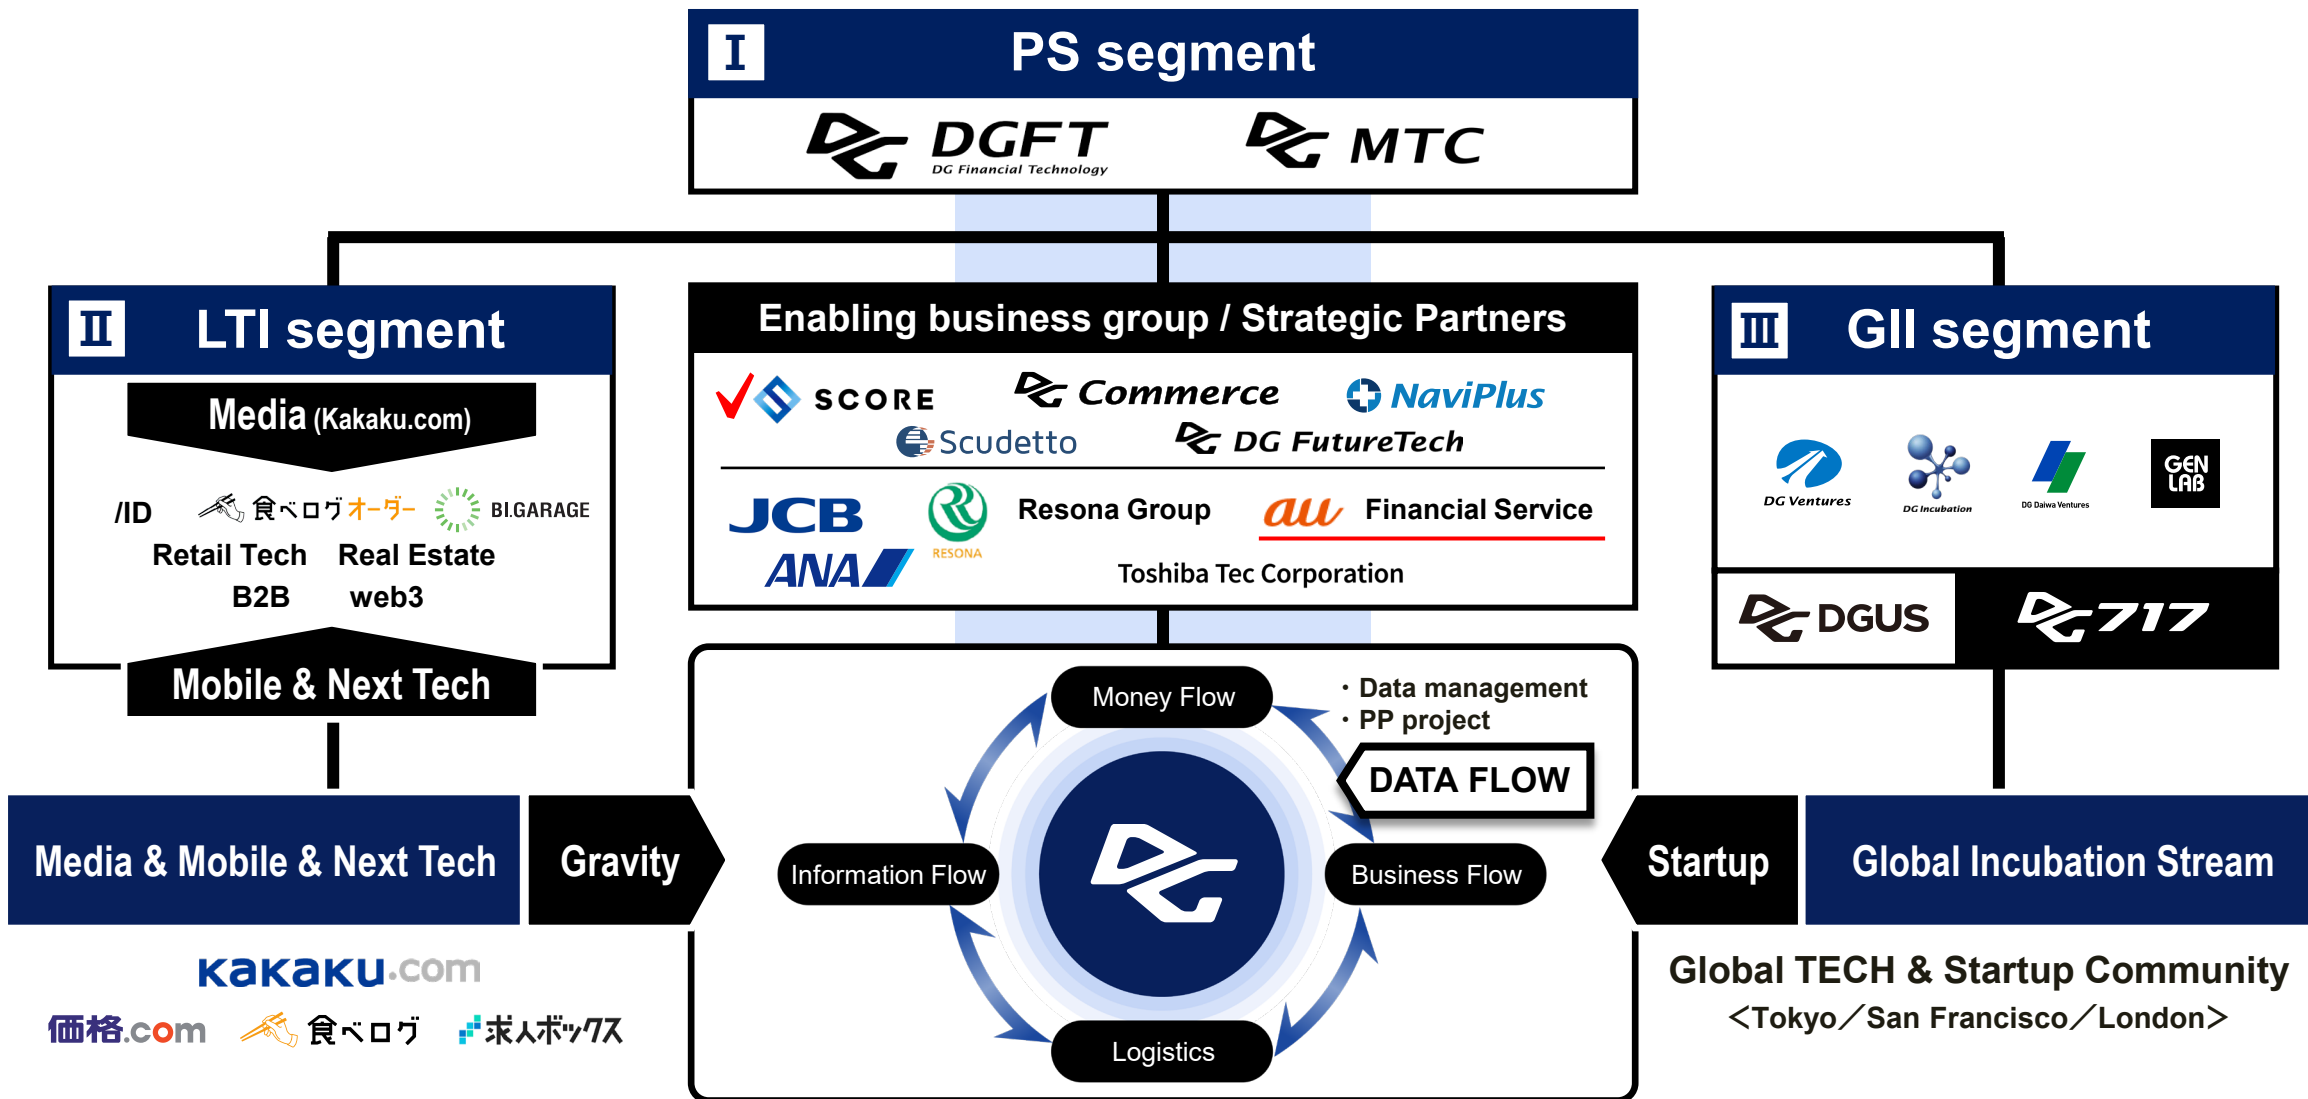 I PS segment
DGFT
DG Financial Technology
MTC
II LTI segment
Media (Kakaku.com)
/ID 食べログオーダー BI.GARAGE
Retail Tech Real Estate
B2B web3
Mobile & Next Tech
Enabling business group / Strategic Partners
SCORE Commerce NaviPlus
Scudetto DG FutureTech
JCB RESONA Resona Group au Financial Service
ANA Toshiba Tec Corporation
III GII segment
DG Ventures DG Incubation DG Daiwa Ventures GEN LAB
DGUS 717
Media & Mobile & Next Tech
Gravity
Kakaku.com
価格.com 食べログ 求人ボックス
Money Flow
・Data management
・PP project
DATA FLOW
Information Flow
Business Flow
Logistics
Startup
Global Incubation Stream
Global TECH & Startup Community
<Tokyo／San Francisco／London>